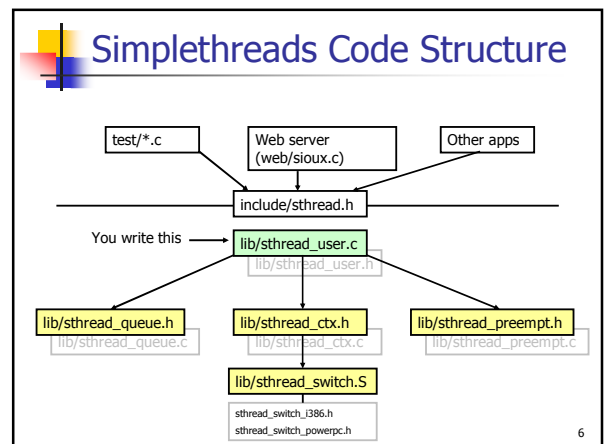 Simplethreads Code Structure
test/*.c
Web server
(web/sioux.c)
Other apps
include/sthread.h
You write this
lib/sthread_user.c
lib/sthread_user.h
lib/sthread_queue.h
lib/sthread_ctx.h
lib/sthread_preempt.h
lib/sthread_queue.c
lib/sthread_ctx.c
lib/sthread_preempt.c
lib/sthread_switch.S
sthread_switch_i386.h
sthread_switch_powerpc.h
6